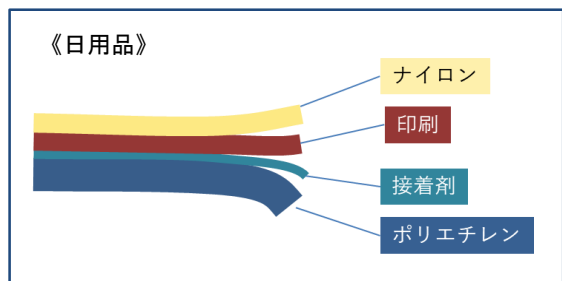 《日用品》
ナイロン
印刷
接着剤
ポリエチレン